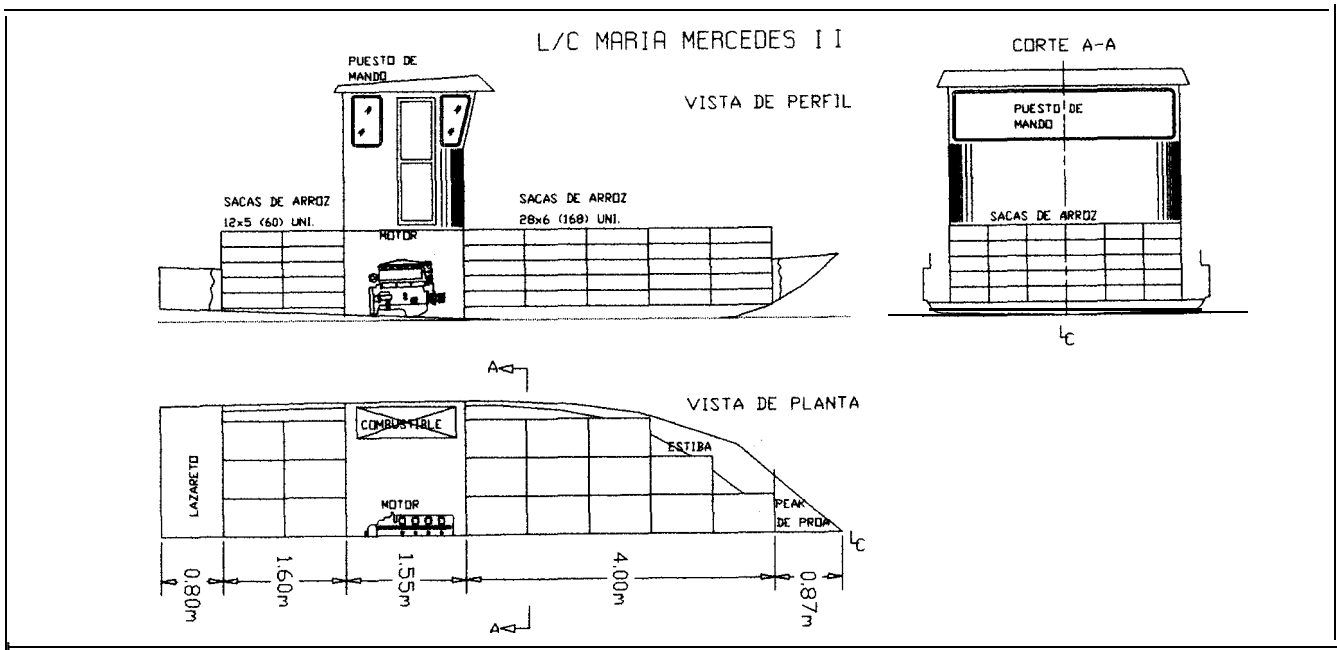 L/C MARIA MERCEDES II
CORTE A-A
PUESTO DE
MANDO
VISTA DE PERFIL
PUESTO DE
MANDO
SACAS DE ARROZ
12x5 (60) UNI.
SACAS DE ARROZ
28x6 (168) UNI.
SACAS DE ARROZ
MOTOR
LC
A
VISTA DE PLANTA
COMBUSTIBLE
ESTIBA
LAZARETO
MOTOR
PEAK
DE PROA
LC
0.80m
1.60m
1.55m
4.00m
0.87m
A